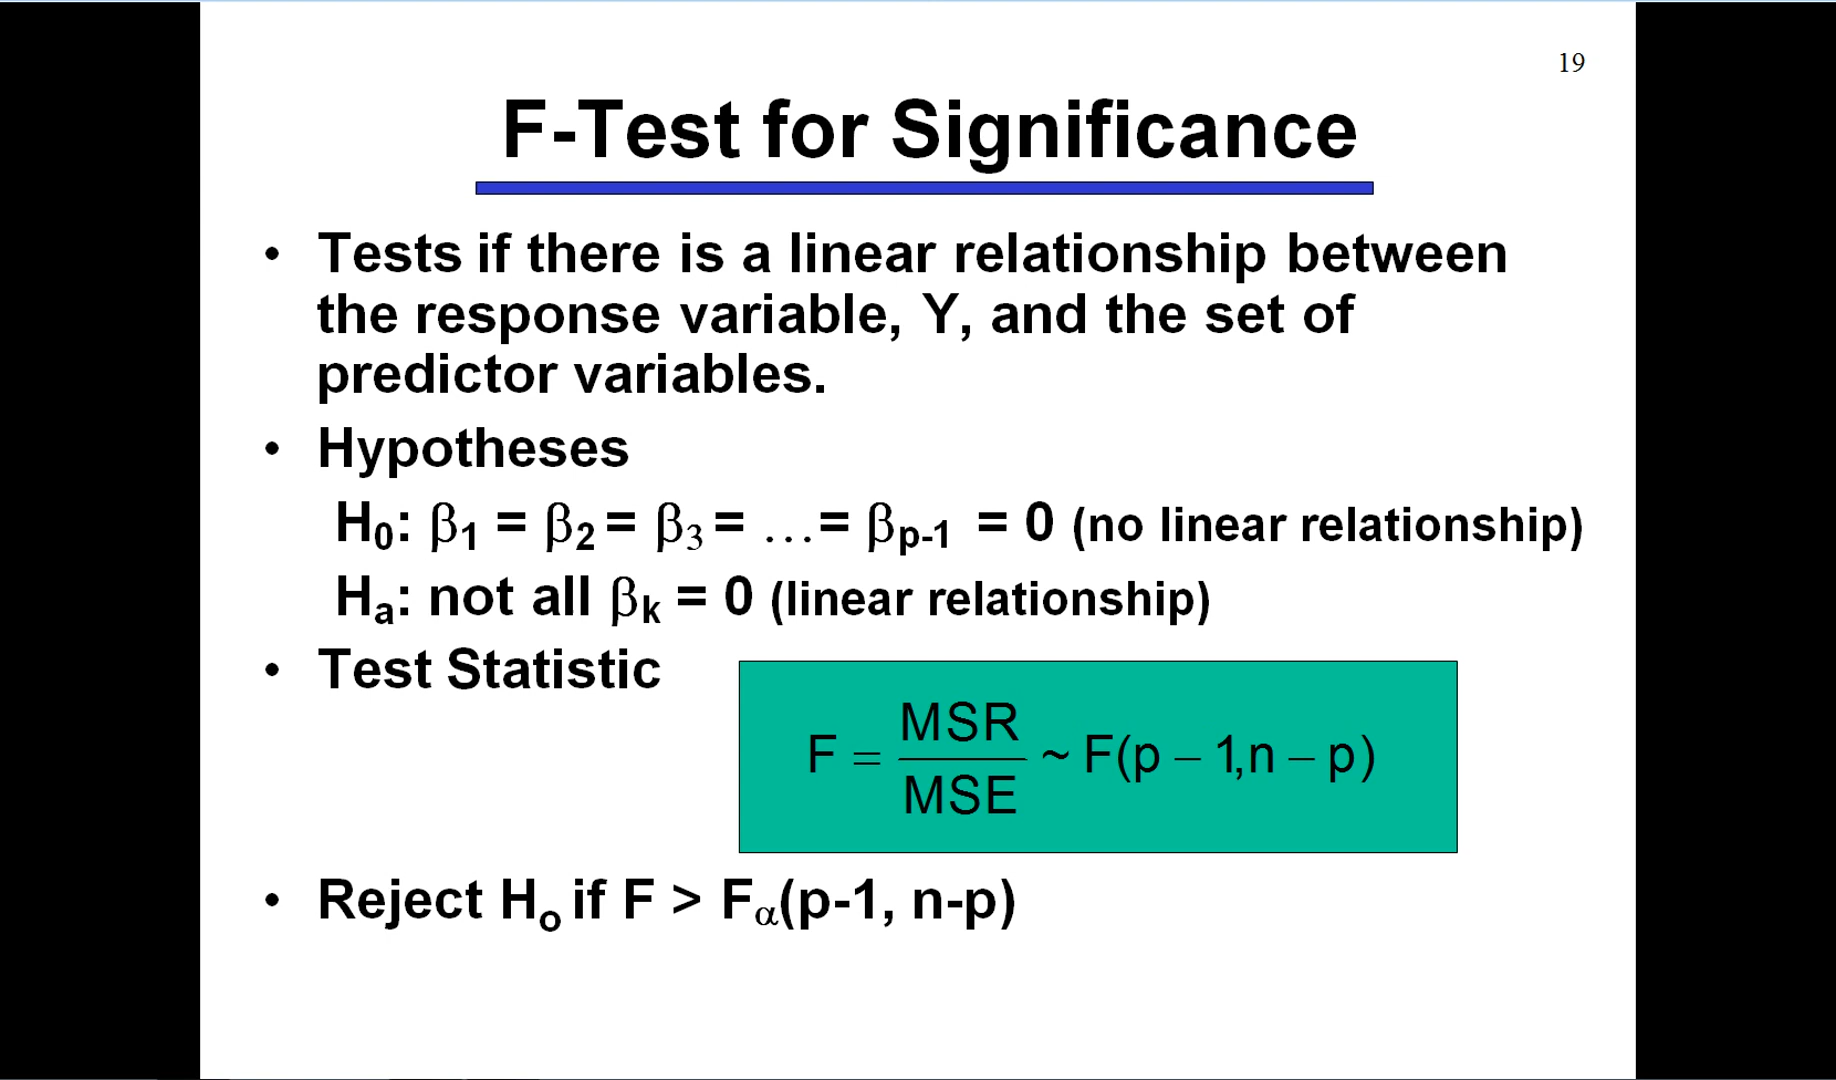 19
F-Test for Significance
• Tests if there is a linear relationship between
the response variable, Y, and the set of
predictor variables.
• Hypotheses
H₀: β₁ = β₂ = β₃ = …= βₚ₋₁ = 0 (no linear relationship)
Hₐ: not all βₖ = 0 (linear relationship)
• Test Statistic
F = MSR/MSE ~ F(p – 1,n – p)
• Reject Hₒ if F > Fα(p-1, n-p)